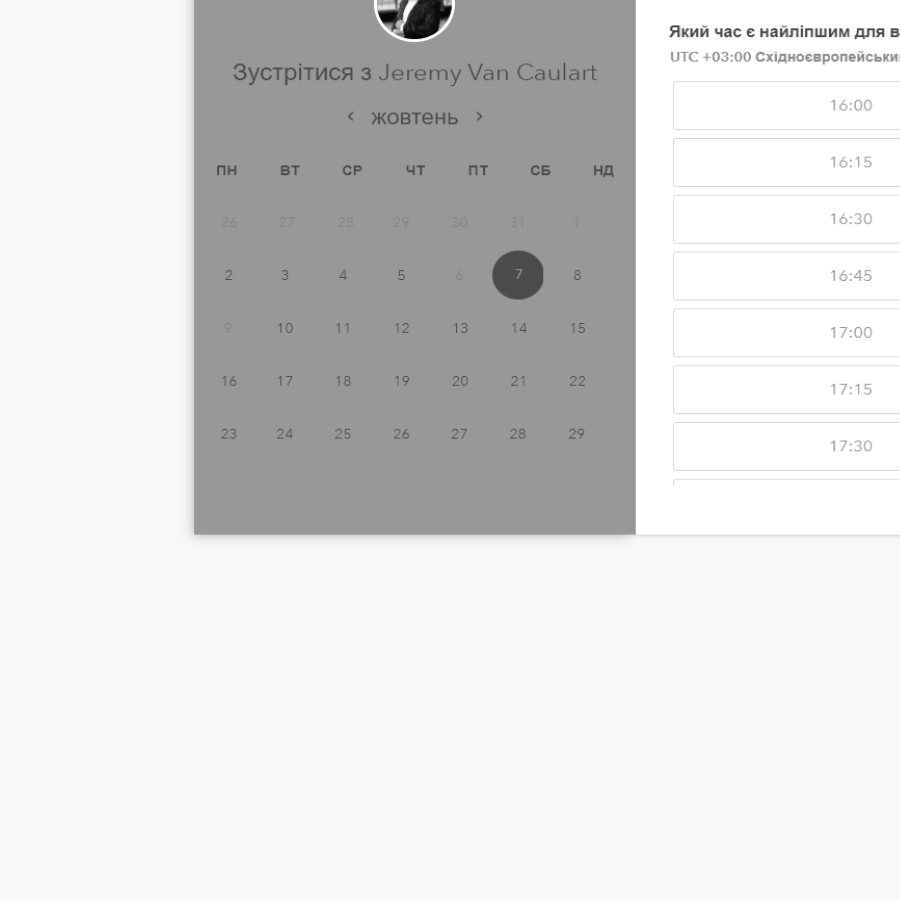 Зустрітися з Jeremy Van Caulart
‹ жовтень ›
ПН ВТ СР ЧТ ПТ СБ НД
26 27 28 29 30 31 1
2 3 4 5 6 7 8
9 10 11 12 13 14 15
16 17 18 19 20 21 22
23 24 25 26 27 28 29
Який час є найліпшим для в
UTC +03:00 Східноєвропейськи
16:00
16:15
16:30
16:45
17:00
17:15
17:30